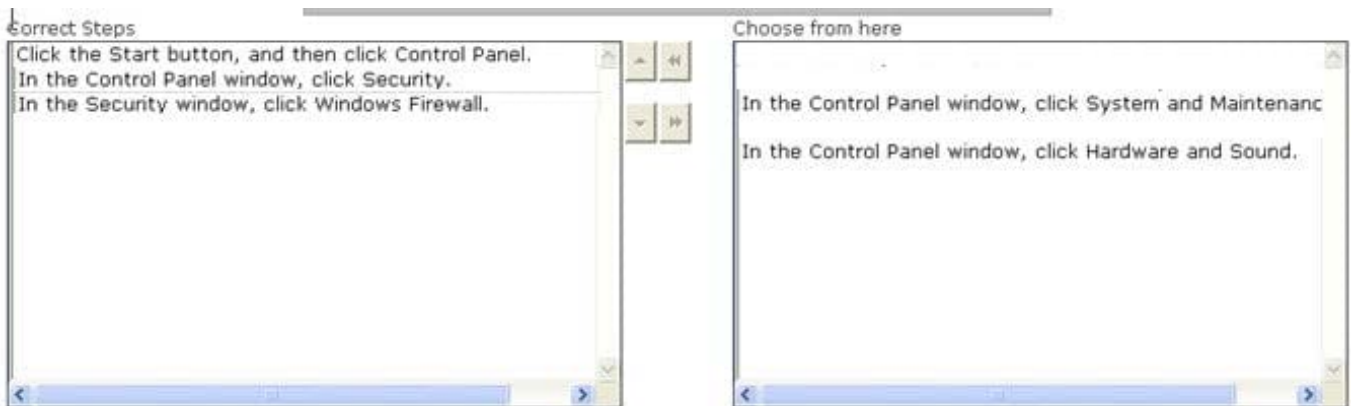 Correct Steps
Click the Start button, and then click Control Panel.
In the Control Panel window, click Security.
In the Security window, click Windows Firewall.
Choose from here
In the Control Panel window, click System and Maintenanc
In the Control Panel window, click Hardware and Sound.